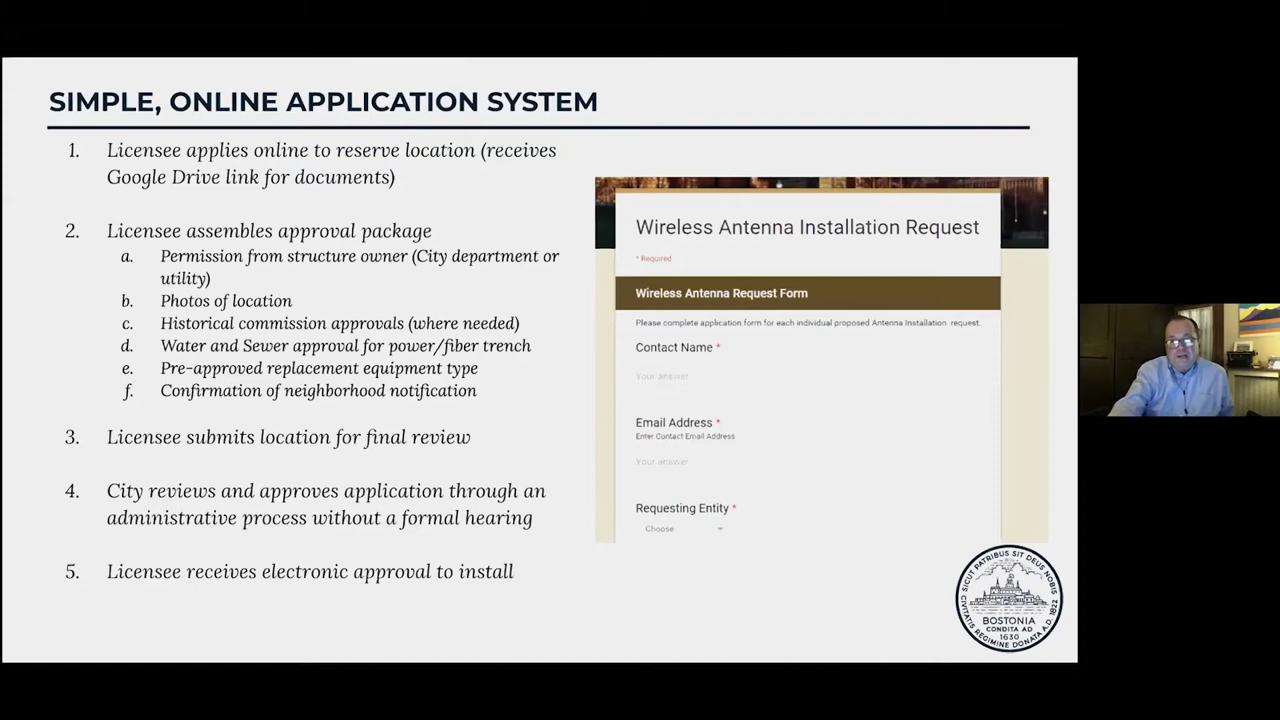 SIMPLE, ONLINE APPLICATION SYSTEM
1. Licensee applies online to reserve location (receives
Google Drive link for documents)
2. Licensee assembles approval package
a. Permission from structure owner (City department or
utility)
b. Photos of location
c. Historical commission approvals (where needed)
d. Water and Sewer approval for power/fiber trench
e. Pre-approved replacement equipment type
f. Confirmation of neighborhood notification
3. Licensee submits location for final review
4. City reviews and approves application through an
administrative process without a formal hearing
5. Licensee receives electronic approval to install
Wireless Antenna Installation Request
* Required
Wireless Antenna Request Form
Please complete application form for each individual proposed Antenna Installation request.
Contact Name *
Your answer
Email Address *
Enter Contact Email Address
Your answer
Requesting Entity *
Choose
SICUT PATRIBUS SIT DEUS NOBIS
CIVITATIS REGIMINE DONATA A.D. 1822
BOSTONIA
CONDITA AD
1630